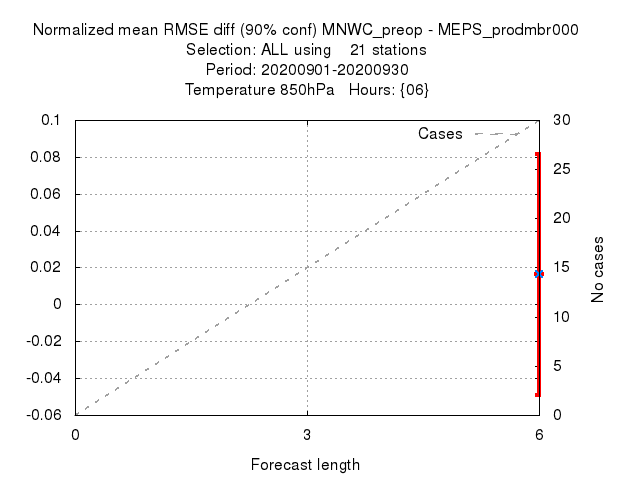 Normalized mean RMSE diff (90% conf) MNWC_preop - MEPS_prodmbr000
Selection: ALL using    21 stations
Period: 20200901-20200930
Temperature 850hPa   Hours: {06}
0.1
0.08
0.06
0.04
0.02
0
-0.02
-0.04
-0.06
Cases
30
25
20
15
10
5
0
No cases
0
3
6
Forecast length